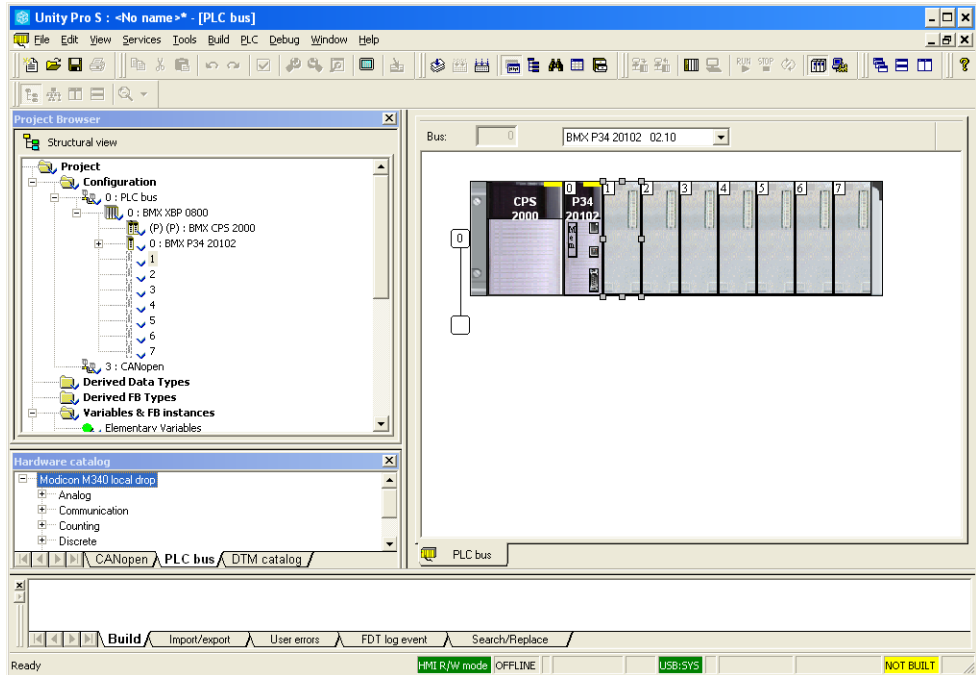 Unity Pro S : <No name>* - [PLC bus]
File Edit View Services Tools Build PLC Debug Window Help
RUN STOP
Project Browser
Structural view
Project
Configuration
0 : PLC bus
0 : BMX XBP 0800
(P) (P) : BMX CPS 2000
0 : BMX P34 20102
1
2
3
4
5
6
7
3 : CANopen
Derived Data Types
Derived FB Types
Variables & FB instances
Elementary Variables
Hardware catalog
Modicon M340 local drop
Analog
Communication
Counting
Discrete
CANopen PLC bus DTM catalog
Bus: 0 BMX P34 20102 02.10
0 1 2 3 4 5 6 7
CPS P34
2000 20102
0
PLC bus
Build Import/export User errors FDT log event Search/Replace
Ready HMI R/W mode OFFLINE USB:SYS NOT BUILT